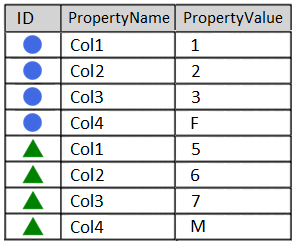 ID PropertyName PropertyValue
Col1 1
Col2 2
Col3 3
Col4 F
Col1 5
Col2 6
Col3 7
Col4 M